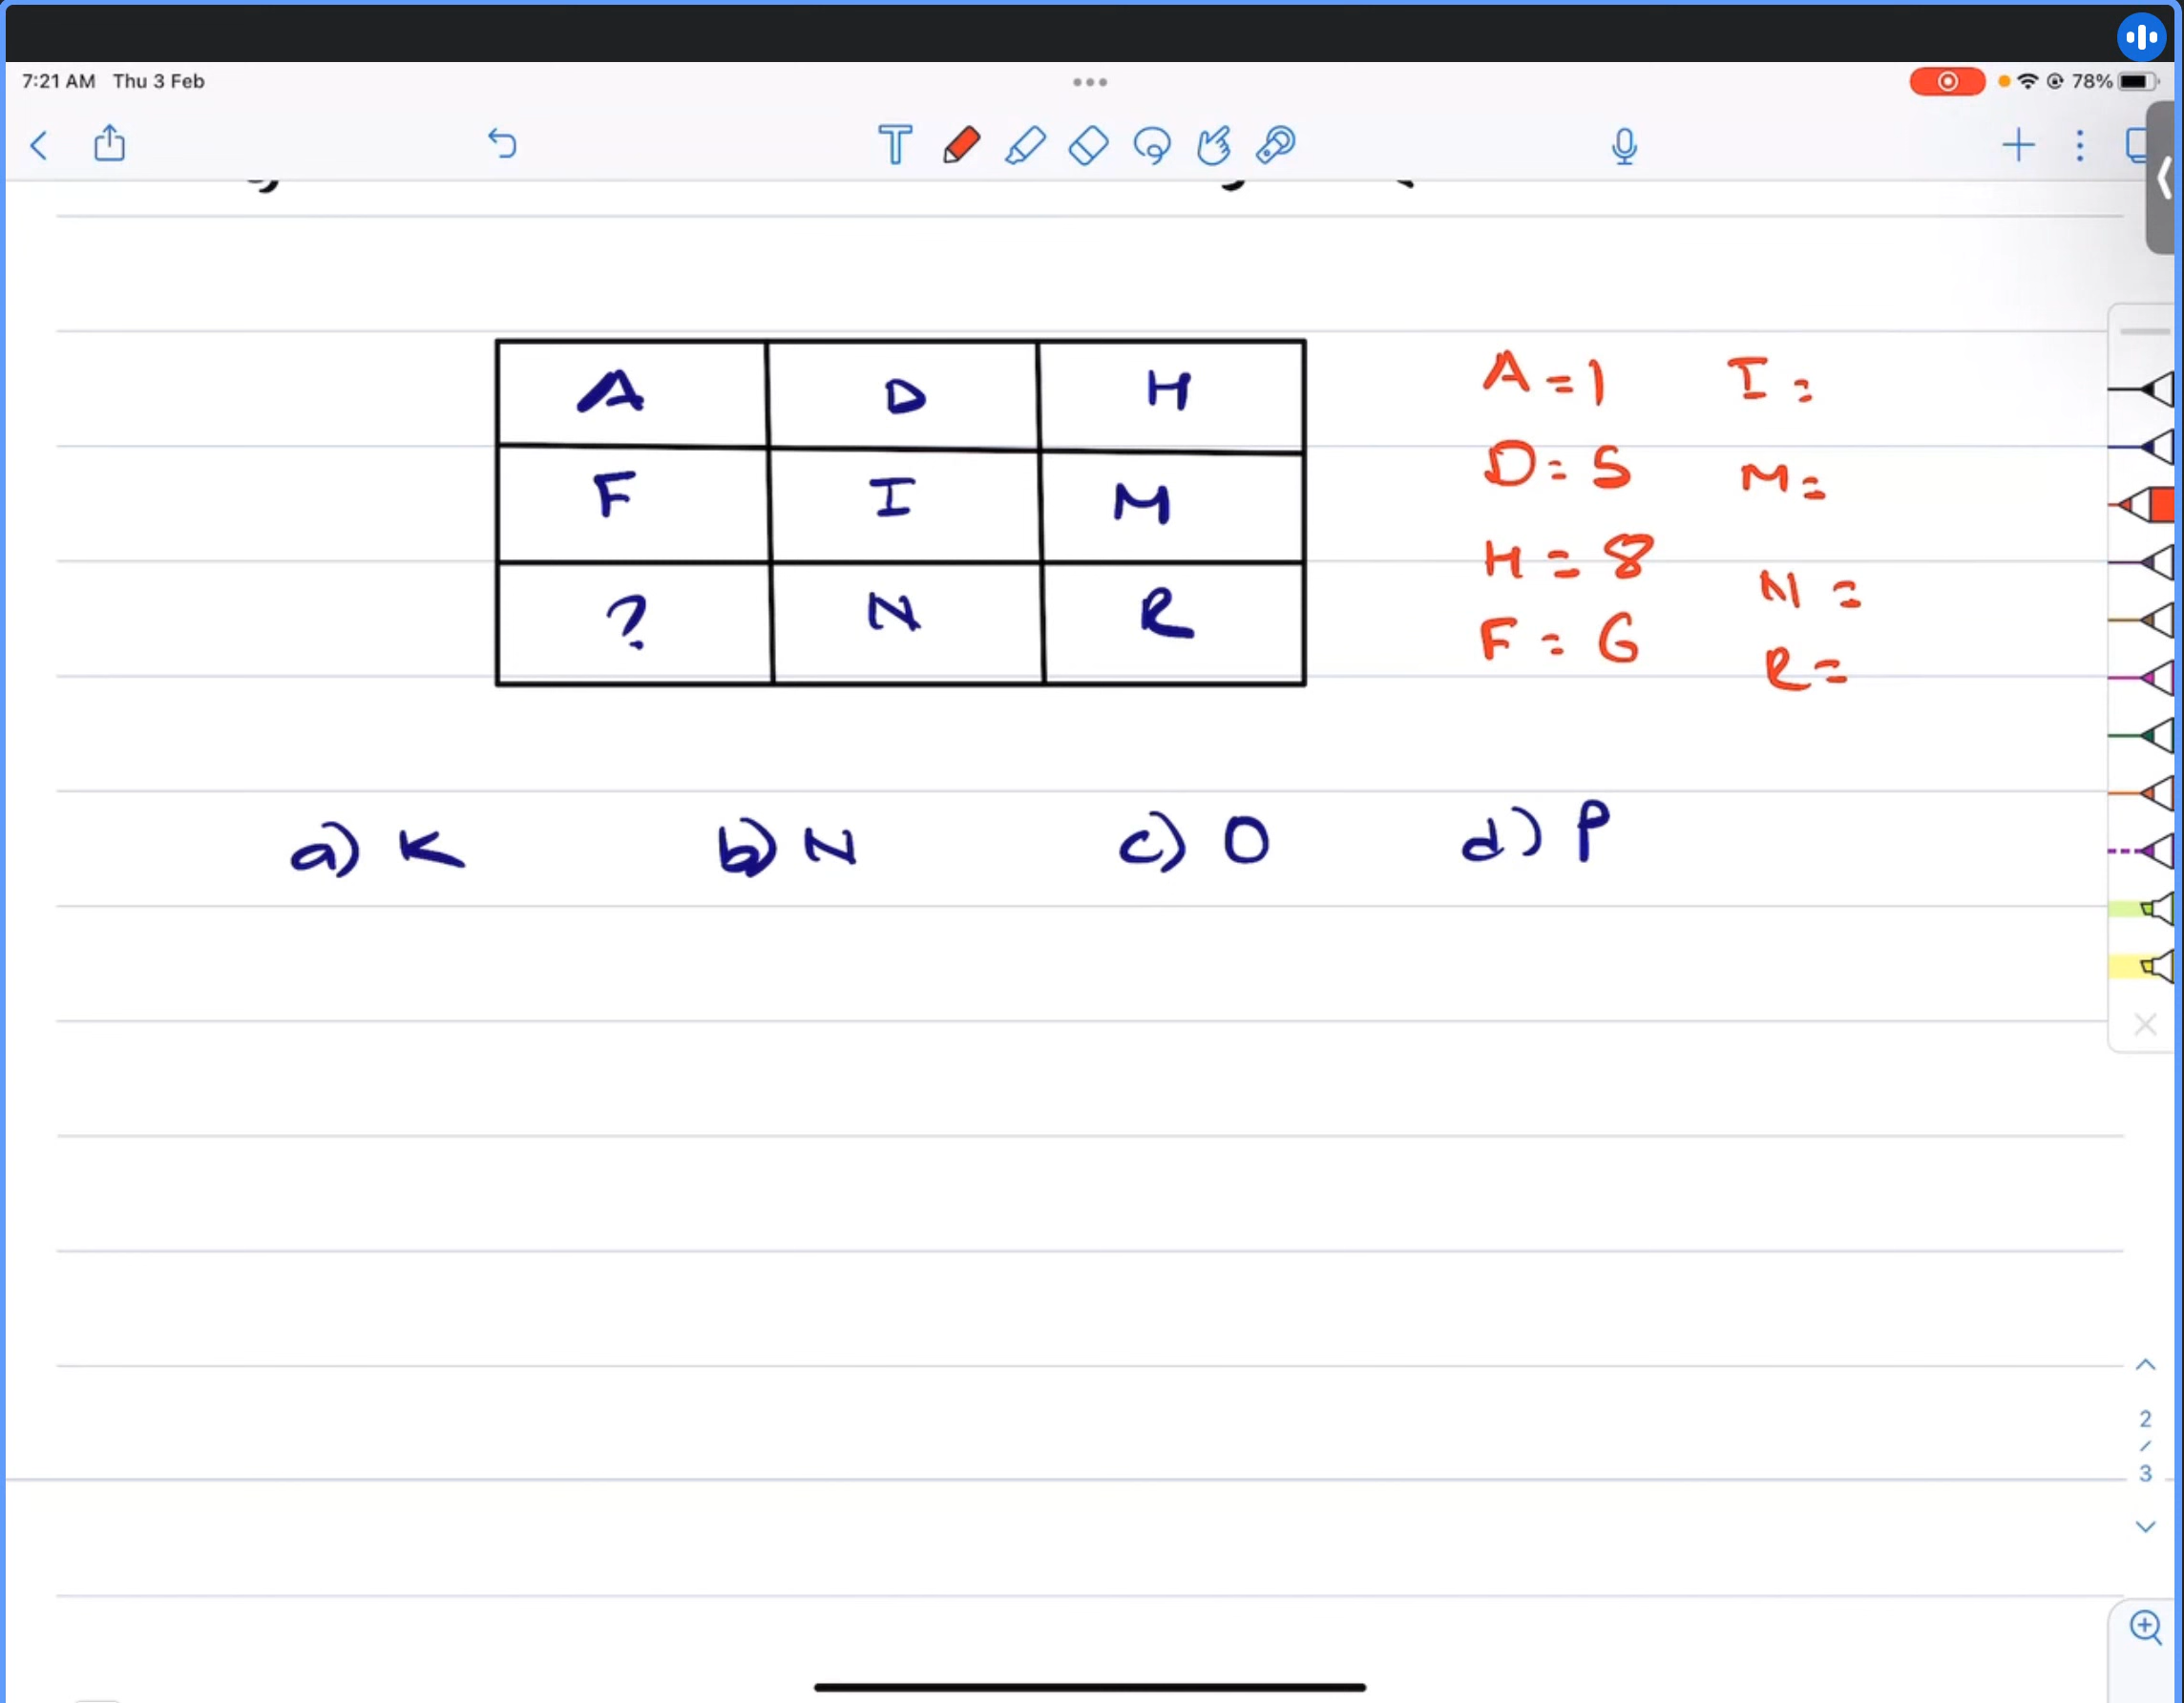 7:21 AM Thu 3 Feb
78%
T
A D H
F I M
? N R
A = 1 I =
D = 5 M =
H = 8 N =
F = 6 R =
a) K b) N c) O d) P
2
/
3